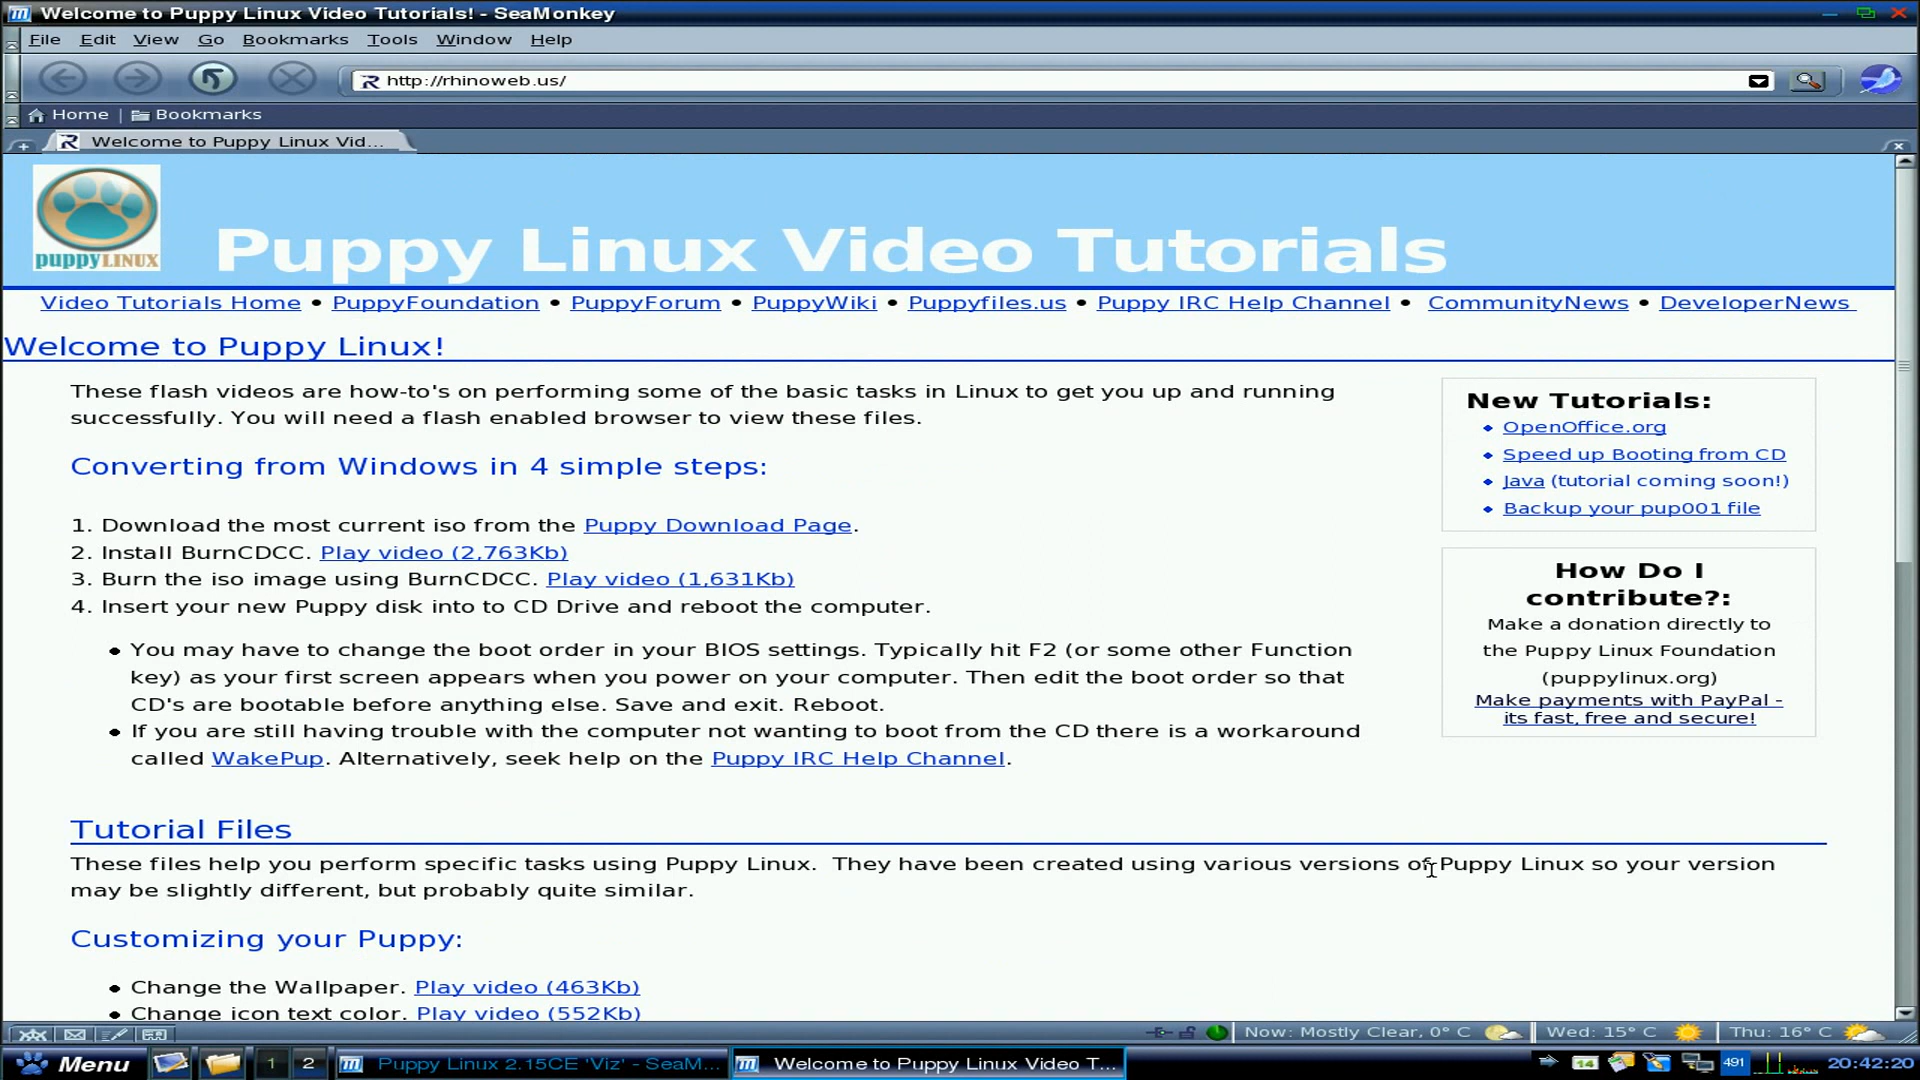 Welcome to Puppy Linux Video Tutorials! - SeaMonkey
File Edit View Go Bookmarks Tools Window Help
http://rhinoweb.us/
Home Bookmarks
Welcome to Puppy Linux Vid...
puppyLINUX
Puppy Linux Video Tutorials
Video Tutorials Home • PuppyFoundation • PuppyForum • PuppyWiki • Puppyfiles.us • Puppy IRC Help Channel • CommunityNews • DeveloperNews
Welcome to Puppy Linux!
These flash videos are how-to's on performing some of the basic tasks in Linux to get you up and running
successfully. You will need a flash enabled browser to view these files.
Converting from Windows in 4 simple steps:
1. Download the most current iso from the Puppy Download Page.
2. Install BurnCDCC. Play video (2,763Kb)
3. Burn the iso image using BurnCDCC. Play video (1,631Kb)
4. Insert your new Puppy disk into to CD Drive and reboot the computer.
• You may have to change the boot order in your BIOS settings. Typically hit F2 (or some other Function
key) as your first screen appears when you power on your computer. Then edit the boot order so that
CD's are bootable before anything else. Save and exit. Reboot.
• If you are still having trouble with the computer not wanting to boot from the CD there is a workaround
called WakePup. Alternatively, seek help on the Puppy IRC Help Channel.
New Tutorials:
OpenOffice.org
Speed up Booting from CD
Java (tutorial coming soon!)
Backup your pup001 file
How Do I
contribute?:
Make a donation directly to
the Puppy Linux Foundation
(puppylinux.org)
Make payments with PayPal -
its fast, free and secure!
Tutorial Files
These files help you perform specific tasks using Puppy Linux. They have been created using various versions of Puppy Linux so your version
may be slightly different, but probably quite similar.
Customizing your Puppy:
• Change the Wallpaper. Play video (463Kb)
• Change icon text color. Play video (552Kb)
Now: Mostly Clear, 0° C Wed: 15° C Thu: 16° C
Menu 1 2 Puppy Linux 2.15CE 'Viz' - SeaM... Welcome to Puppy Linux Video T... 14 491 20:42:20